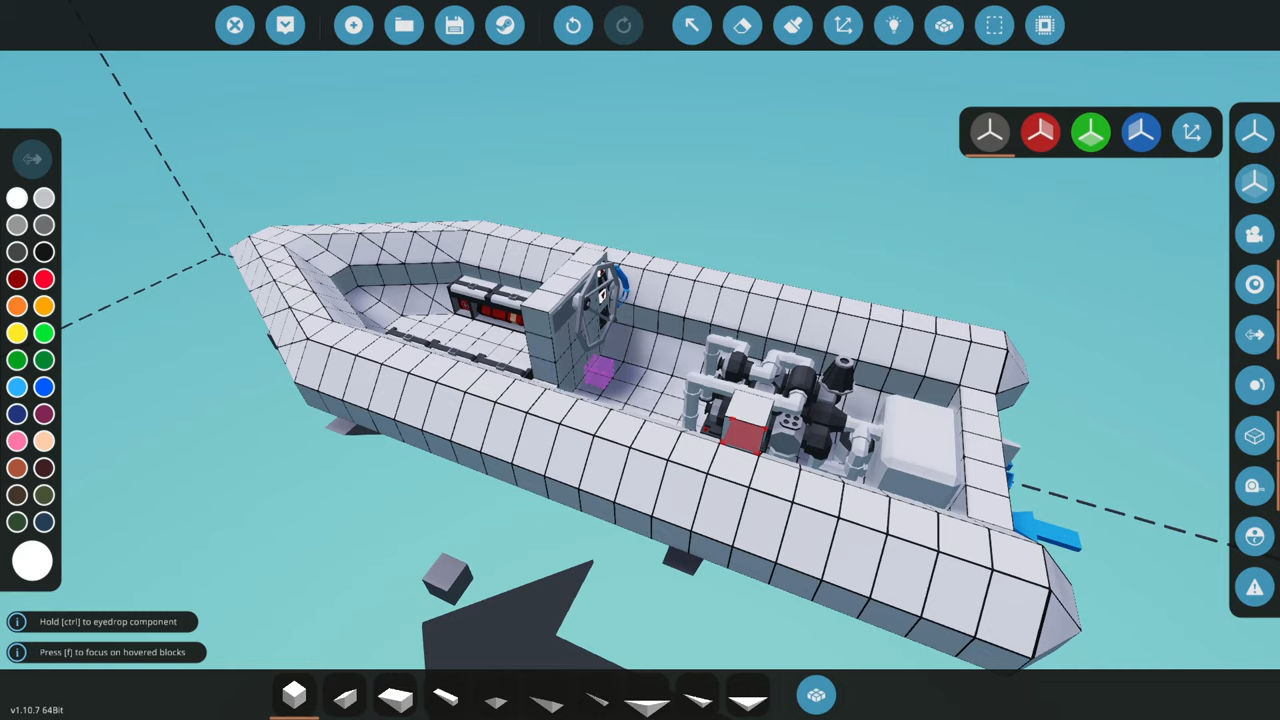 Hold [ctrl] to eyedrop component
Press [f] to focus on hovered blocks
v1.10.7 64Bit